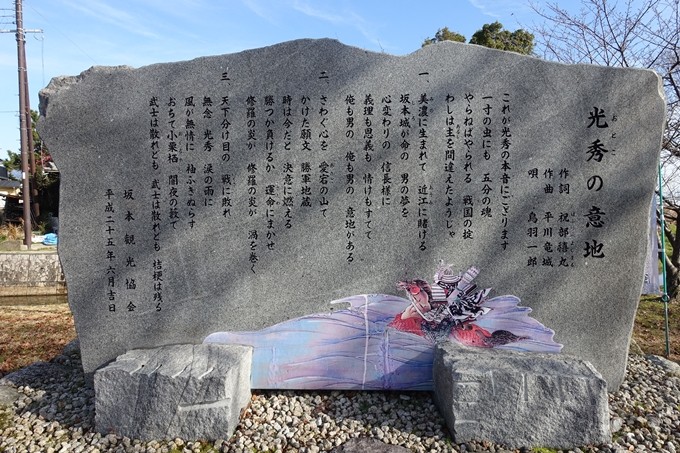 光秀の意地
おとこ
作詞 祝部禧丸
作曲 平川竜城
唄 鳥羽一郎
これが光秀の本音にござります
一寸の虫にも 五分の魂
やらねばやられる 戦国の掟
わしは主を間違えたようじゃ
一 美濃に生まれて 近江に賭ける
坂本城が命の 男の夢を
心変わりの 信長様に
義理も恩義も 情けもすてて
俺も男の 俺も男の 意地がある
二 さわぐ心を 愛宕の山で
かけた願文 勝軍地蔵
時は今だと 決意に燃える
勝つか負けるか 運命にまかせ
修羅の炎が 修羅の炎が 渦を巻く
三 天下分け目の 戦に敗れ
無念 光秀 涙の雨に
風が無情に 袖ふきぬらす
おちて小栗栖 闇夜の薮で
武士は散れども 武士は散れども 桔梗は残る
坂本観光協会
平成二十五年六月吉日